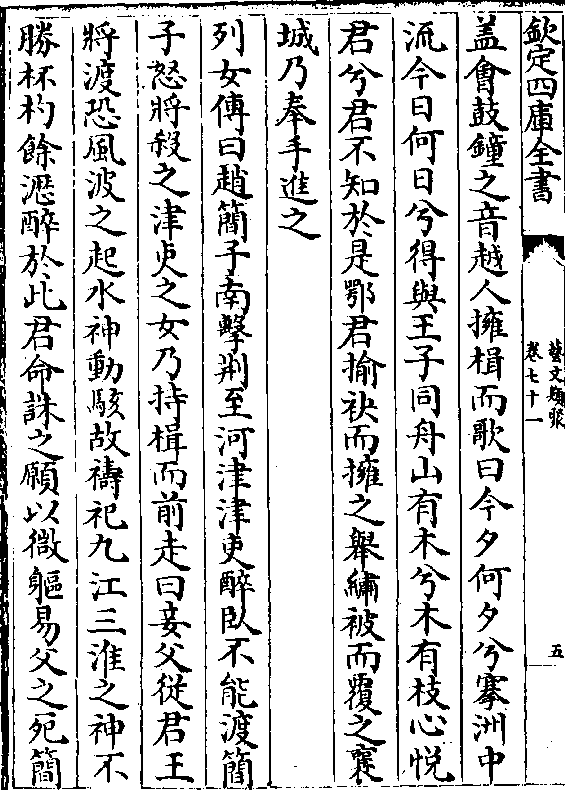 欽定四庫全書
藝文類聚
卷七十一
五
盖會鼓鐘之音越人擁楫而歌曰今夕何夕兮搴洲中
流今日何日兮得與王子同舟山有木兮木有枝心悦
君兮君不知於是鄂君揄袂而擁之舉繡被而覆之襄
城乃奉手進之
列女傳曰趙簡子南擊荆至河津津吏醉臥不能渡簡
子怒將殺之津吏之女乃持楫而前走曰妾父從君王
將渡恐風波之起水神動駭故禱祀九江三淮之神不
勝杯杓餘瀝醉於此君命誅之願以微軀易父之死簡